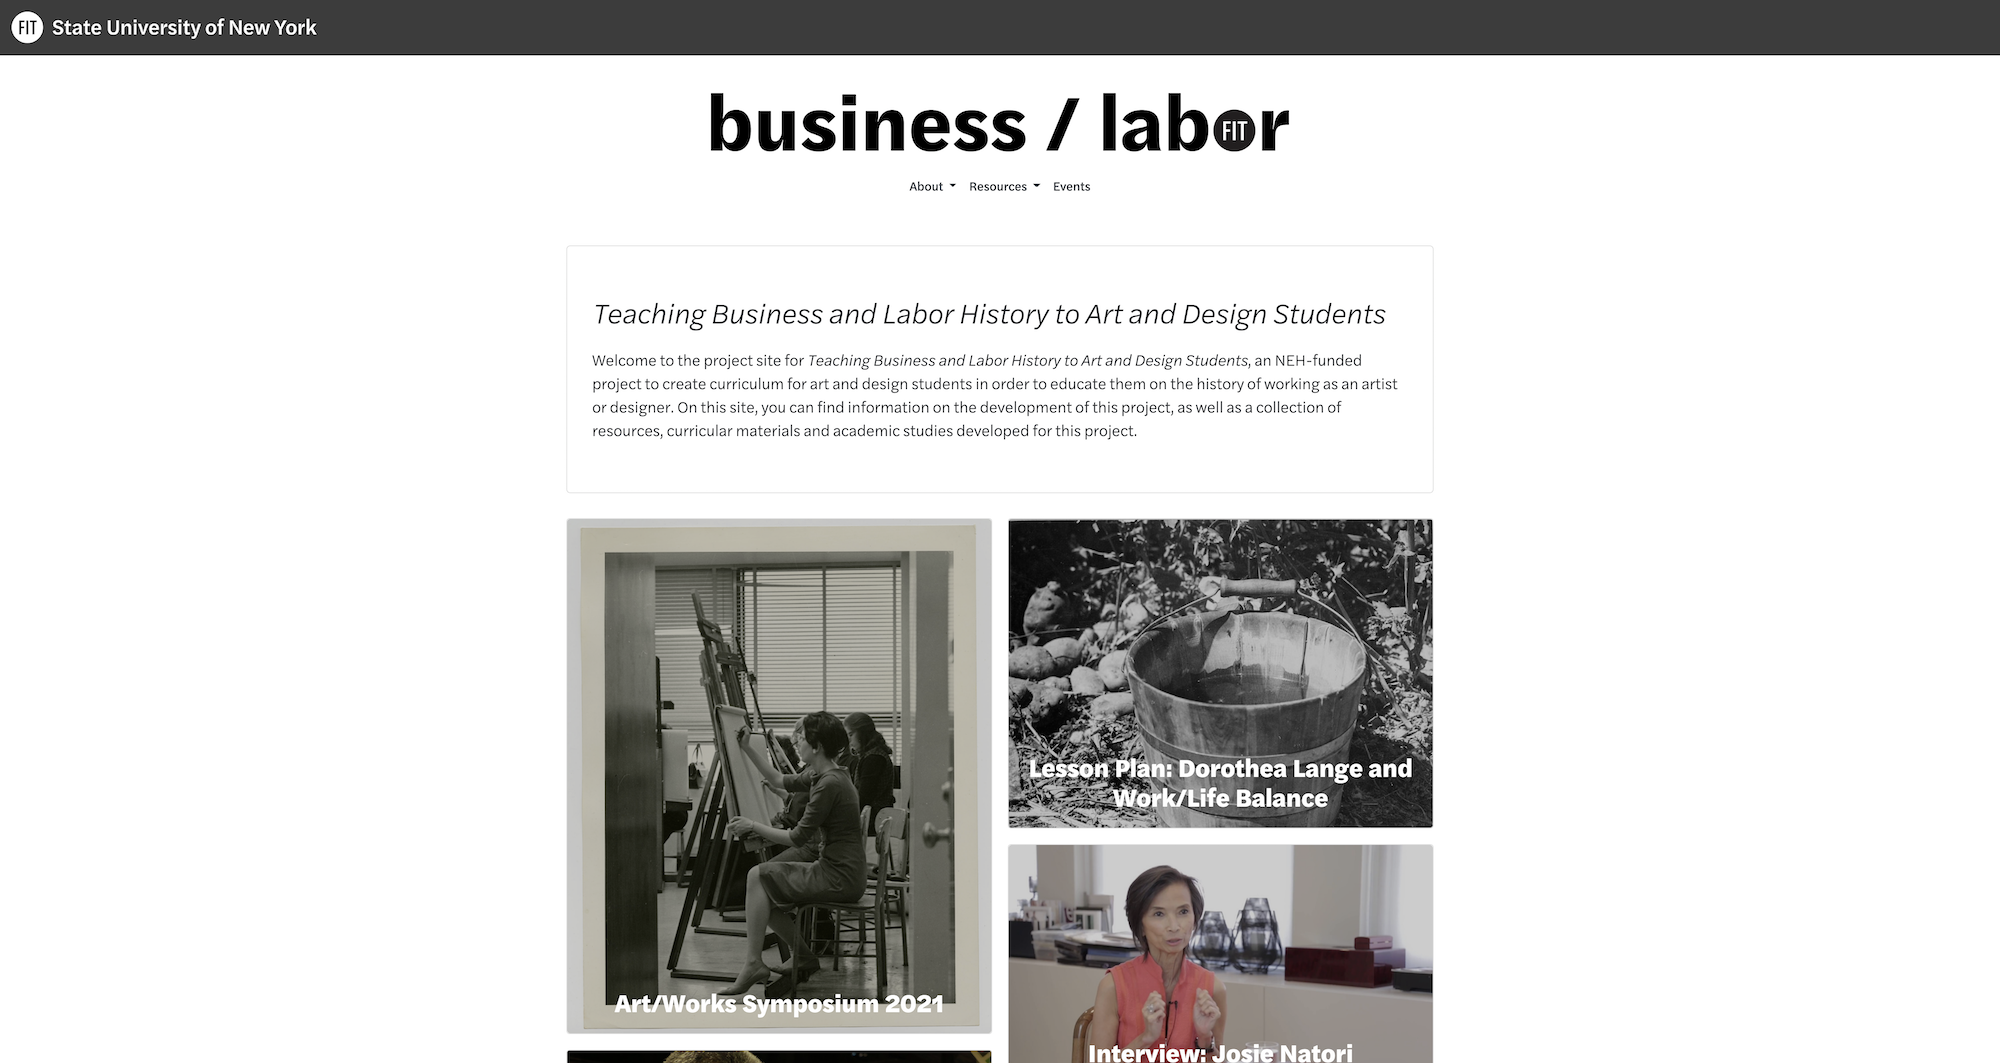 FIT State University of New York
business / labFITr
About Resources Events
Teaching Business and Labor History to Art and Design Students
Welcome to the project site for Teaching Business and Labor History to Art and Design Students, an NEH-funded
project to create curriculum for art and design students in order to educate them on the history of working as an artist
or designer. On this site, you can find information on the development of this project, as well as a collection of
resources, curricular materials and academic studies developed for this project.
Art/Works Symposium 2021
Lesson Plan: Dorothea Lange and
Work/Life Balance
Interview: Josie Natori